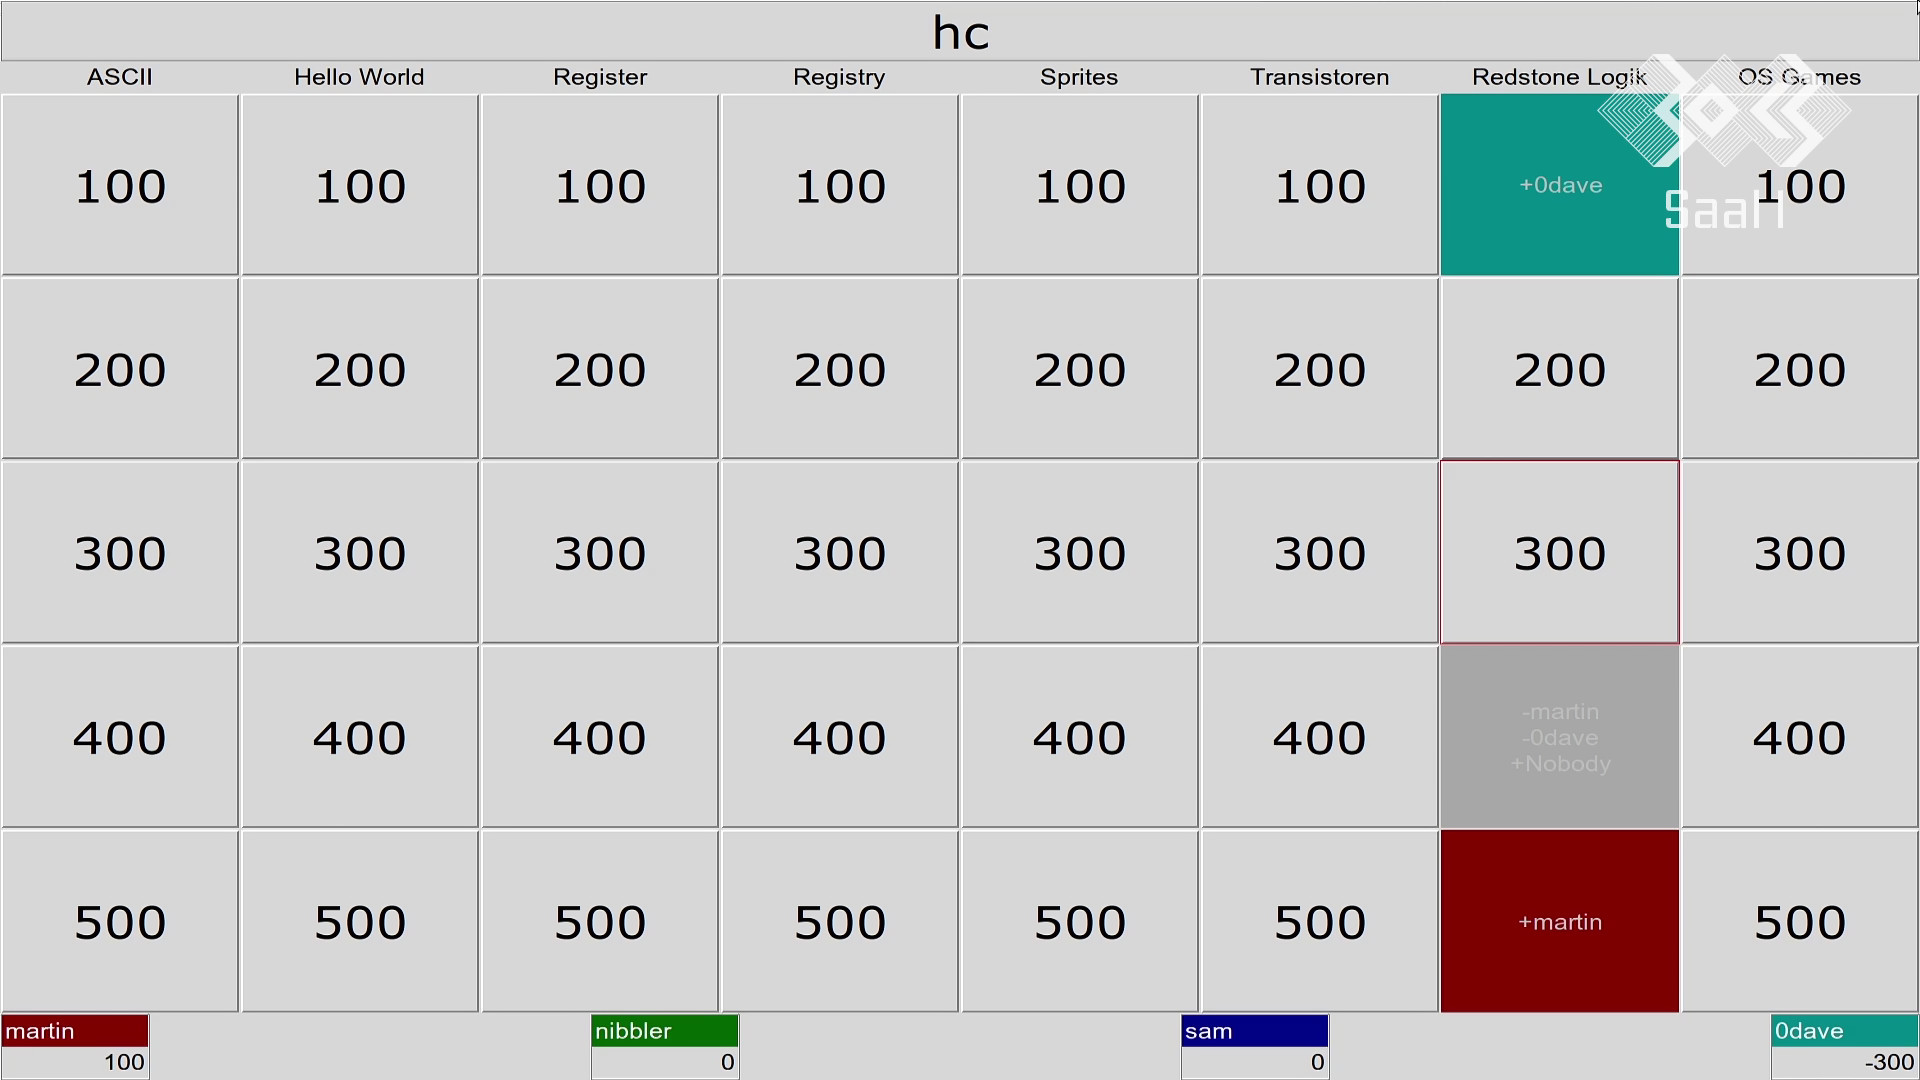 hc
ASCII Hello World Register Registry Sprites Transistoren Redstone Logik OS Games
100 100 100 100 100 100 +0dave 100
SaaH
200 200 200 200 200 200 200 200
300 300 300 300 300 300 300 300
400 400 400 400 400 400 -martin 400
-0dave
+Nobody
500 500 500 500 500 500 +martin 500
martin nibbler sam 0dave
100 0 0 -300